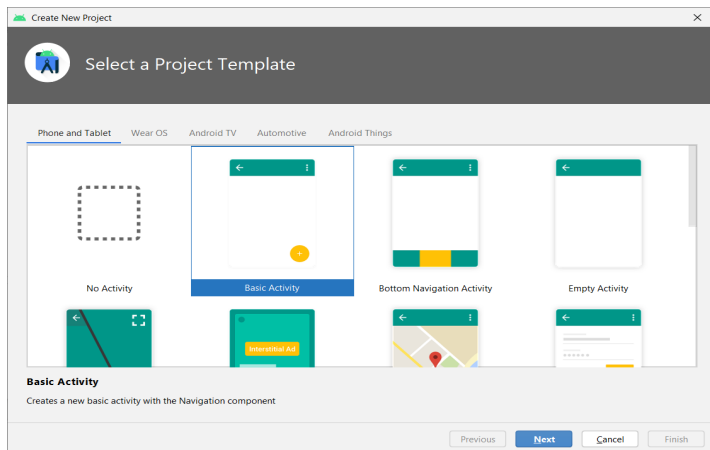 Create New Project
Select a Project Template
Phone and Tablet Wear OS Android TV Automotive Android Things
No Activity Basic Activity Bottom Navigation Activity Empty Activity
Interstitial Ad
Basic Activity
Creates a new basic activity with the Navigation component
Previous Next Cancel Finish